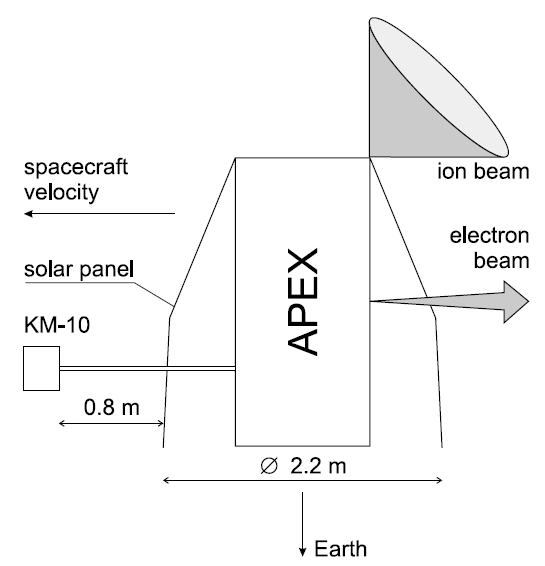 ion beam
spacecraft
velocity
electron
beam
APEX
solar panel
KM-10
0.8 m
∅ 2.2 m
Earth